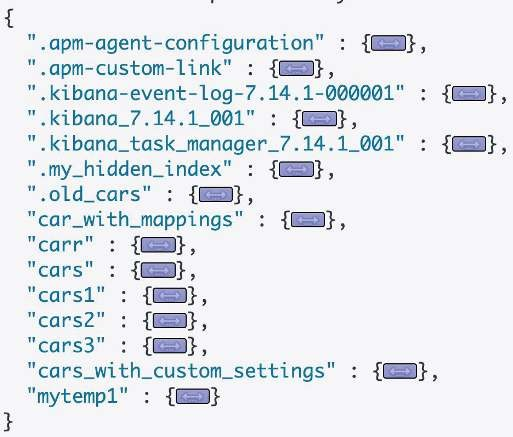 {
".apm-agent-configuration" : {↔},
".apm-custom-link" : {↔},
".kibana-event-log-7.14.1-000001" : {↔},
".kibana_7.14.1_001" : {↔},
".kibana_task_manager_7.14.1_001" : {↔},
".my_hidden_index" : {↔},
".old_cars" : {↔},
"car_with_mappings" : {↔},
"carr" : {↔},
"cars" : {↔},
"cars1" : {↔},
"cars2" : {↔},
"cars3" : {↔},
"cars_with_custom_settings" : {↔},
"mytemp1" : {↔}
}